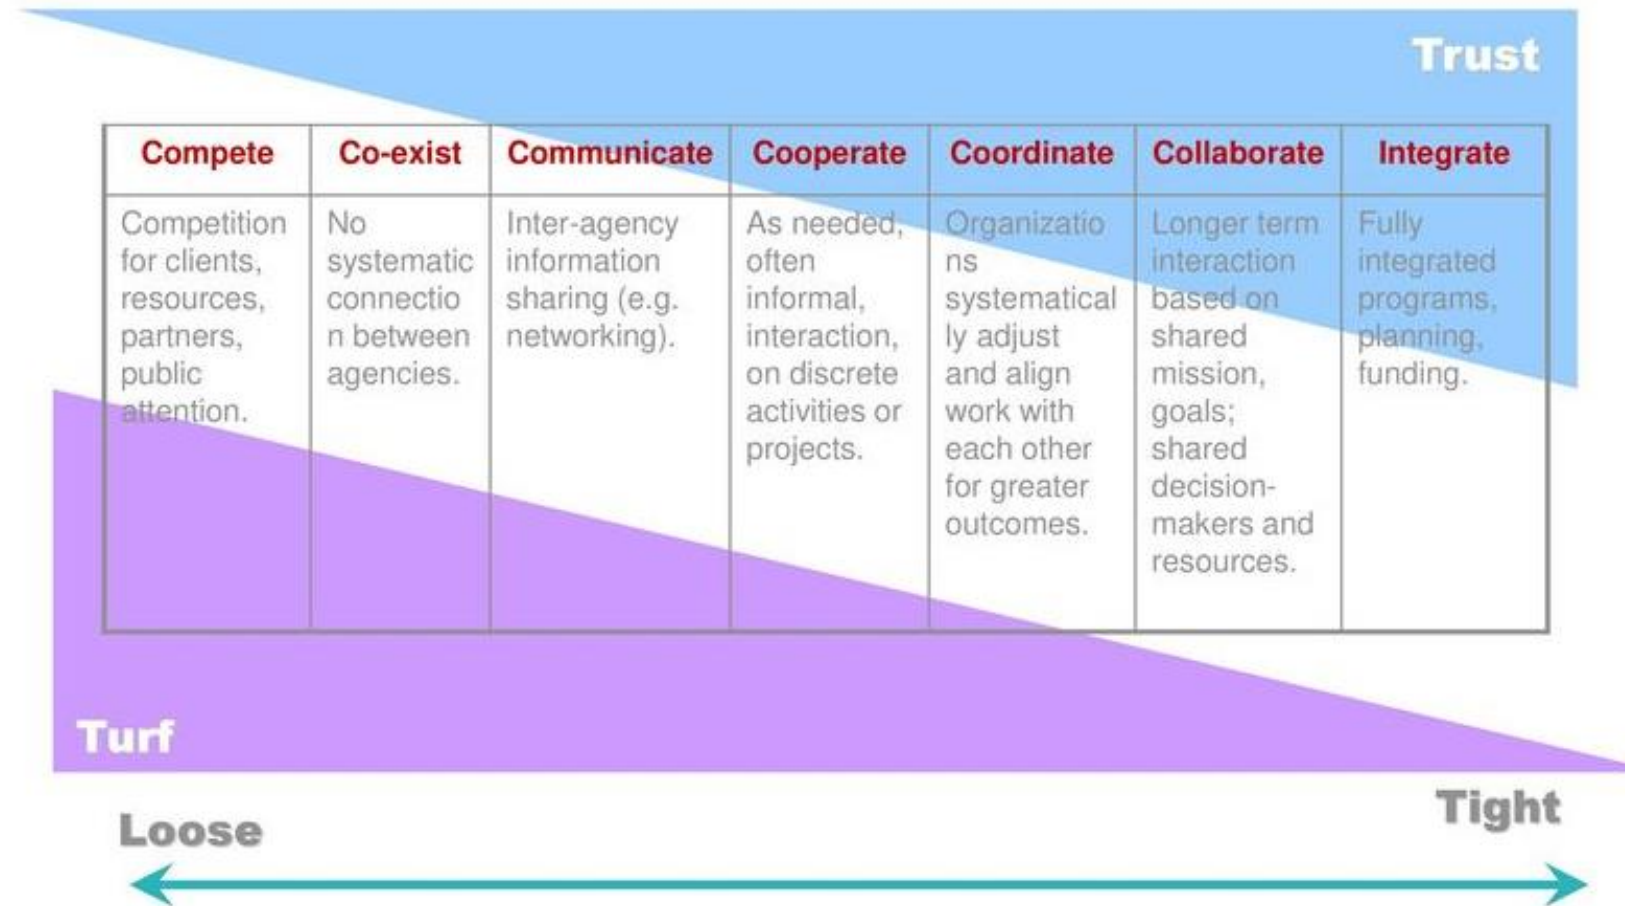 Trust
Compete
Co-exist
Communicate
Cooperate
Coordinate
Collaborate
Integrate
Competition
for clients,
resources,
partners,
public
attention.
No
systematic
connectio
n between
agencies.
Inter-agency
information
sharing (e.g.
networking).
As needed,
often
informal,
interaction,
on discrete
activities or
projects.
Organizatio
ns
systematical
ly adjust
and align
work with
each other
for greater
outcomes.
Longer term
interaction
based on
shared
mission,
goals;
shared
decision-
makers and
resources.
Fully
integrated
programs,
planning,
funding.
Turf
Loose
Tight